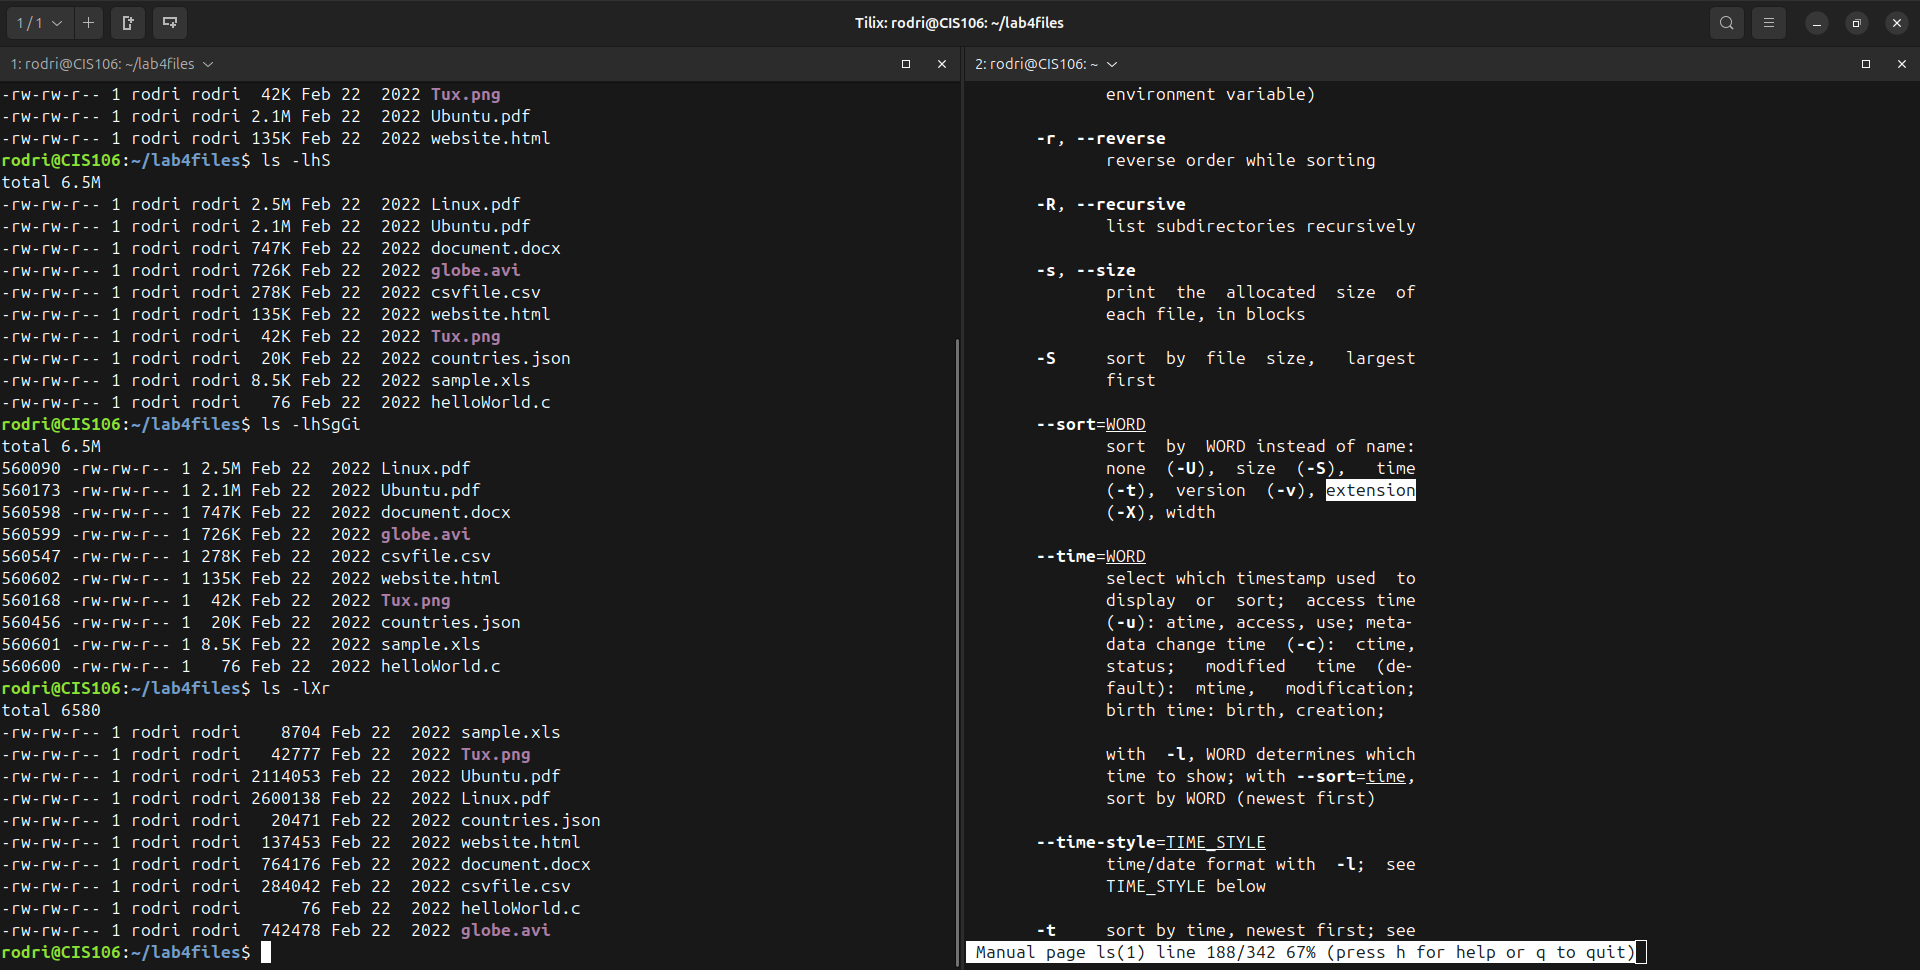 1 / 1
Tilix: rodri@CIS106: ~/lab4files
1: rodri@CIS106: ~/lab4files
-rw-rw-r-- 1 rodri rodri  42K Feb 22  2022 Tux.png
-rw-rw-r-- 1 rodri rodri 2.1M Feb 22  2022 Ubuntu.pdf
-rw-rw-r-- 1 rodri rodri 135K Feb 22  2022 website.html
rodri@CIS106:~/lab4files$ ls -lhS
total 6.5M
-rw-rw-r-- 1 rodri rodri 2.5M Feb 22  2022 Linux.pdf
-rw-rw-r-- 1 rodri rodri 2.1M Feb 22  2022 Ubuntu.pdf
-rw-rw-r-- 1 rodri rodri 747K Feb 22  2022 document.docx
-rw-rw-r-- 1 rodri rodri 726K Feb 22  2022 globe.avi
-rw-rw-r-- 1 rodri rodri 278K Feb 22  2022 csvfile.csv
-rw-rw-r-- 1 rodri rodri 135K Feb 22  2022 website.html
-rw-rw-r-- 1 rodri rodri  42K Feb 22  2022 Tux.png
-rw-rw-r-- 1 rodri rodri  20K Feb 22  2022 countries.json
-rw-rw-r-- 1 rodri rodri 8.5K Feb 22  2022 sample.xls
-rw-rw-r-- 1 rodri rodri   76 Feb 22  2022 helloWorld.c
rodri@CIS106:~/lab4files$ ls -lhSgGi
total 6.5M
560090 -rw-rw-r-- 1 2.5M Feb 22  2022 Linux.pdf
560173 -rw-rw-r-- 1 2.1M Feb 22  2022 Ubuntu.pdf
560598 -rw-rw-r-- 1 747K Feb 22  2022 document.docx
560599 -rw-rw-r-- 1 726K Feb 22  2022 globe.avi
560547 -rw-rw-r-- 1 278K Feb 22  2022 csvfile.csv
560602 -rw-rw-r-- 1 135K Feb 22  2022 website.html
560168 -rw-rw-r-- 1  42K Feb 22  2022 Tux.png
560456 -rw-rw-r-- 1  20K Feb 22  2022 countries.json
560601 -rw-rw-r-- 1 8.5K Feb 22  2022 sample.xls
560600 -rw-rw-r-- 1   76 Feb 22  2022 helloWorld.c
rodri@CIS106:~/lab4files$ ls -lXr
total 6580
-rw-rw-r-- 1 rodri rodri    8704 Feb 22  2022 sample.xls
-rw-rw-r-- 1 rodri rodri   42777 Feb 22  2022 Tux.png
-rw-rw-r-- 1 rodri rodri 2114053 Feb 22  2022 Ubuntu.pdf
-rw-rw-r-- 1 rodri rodri 2600138 Feb 22  2022 Linux.pdf
-rw-rw-r-- 1 rodri rodri   20471 Feb 22  2022 countries.json
-rw-rw-r-- 1 rodri rodri  137453 Feb 22  2022 website.html
-rw-rw-r-- 1 rodri rodri  764176 Feb 22  2022 document.docx
-rw-rw-r-- 1 rodri rodri  284042 Feb 22  2022 csvfile.csv
-rw-rw-r-- 1 rodri rodri      76 Feb 22  2022 helloWorld.c
-rw-rw-r-- 1 rodri rodri  742478 Feb 22  2022 globe.avi
rodri@CIS106:~/lab4files$
2: rodri@CIS106: ~
environment variable)
-r, --reverse
reverse order while sorting
-R, --recursive
list subdirectories recursively
-s, --size
print  the  allocated  size  of
each file, in blocks
-S     sort  by  file  size,   largest
first
--sort=WORD
sort  by  WORD instead of name:
none  (-U),  size  (-S),   time
(-t),  version  (-v), extension
(-X), width
--time=WORD
select which timestamp used  to
display  or  sort;  access time
(-u): atime, access, use; meta-
data change time  (-c):  ctime,
status;  modified   time  (de-
fault):  mtime,   modification;
birth time: birth, creation;
with  -l, WORD determines which
time to show; with --sort=time,
sort by WORD (newest first)
--time-style=TIME_STYLE
time/date format with  -l;  see
TIME_STYLE below
-t     sort by time, newest first; see
Manual page ls(1) line 188/342 67% (press h for help or q to quit)